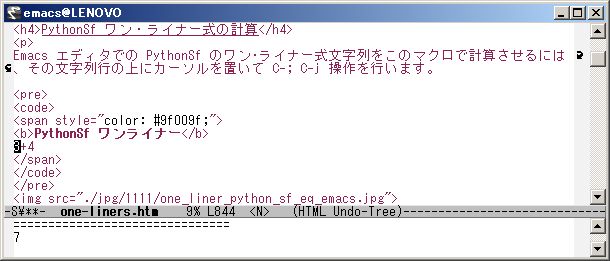 emacs@LENOVO
<h4>PythonSf ワン・ライナー式の計算</h4>
<p>
Emacs エディタでの PythonSf のワン･ライナー式文字列をこのマクロで計算させるには
、その文字列行の上にカーソルを置いて C-; C-j 操作を行います。
<pre>
<code>
<span style="color: #9f009f;">
<b>PythonSf ワンライナー</b>
3+4
</span>
</code>
</pre>
<img src="./jpg/1111/one_liner_python_sf_eq_emacs.jpg">
-S¥**-  one-liners.htm    9% L844  <N>   (HTML Undo-Tree)------------------------
===============================
7